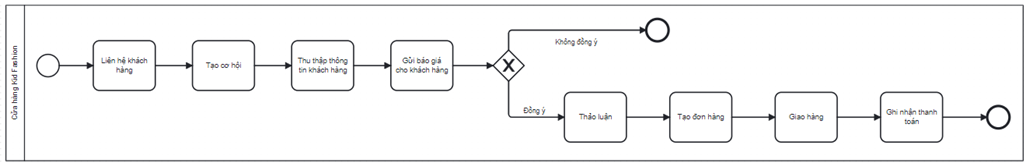 Cửa hàng Kid Fashion
Liên hệ khách
hàng
Tạo cơ hội
Thu thập thông
tin khách hàng
Gửi báo giá
cho khách hàng
Không đồng ý
Đồng ý
Thảo luận
Tạo đơn hàng
Giao hàng
Ghi nhận thanh
toán